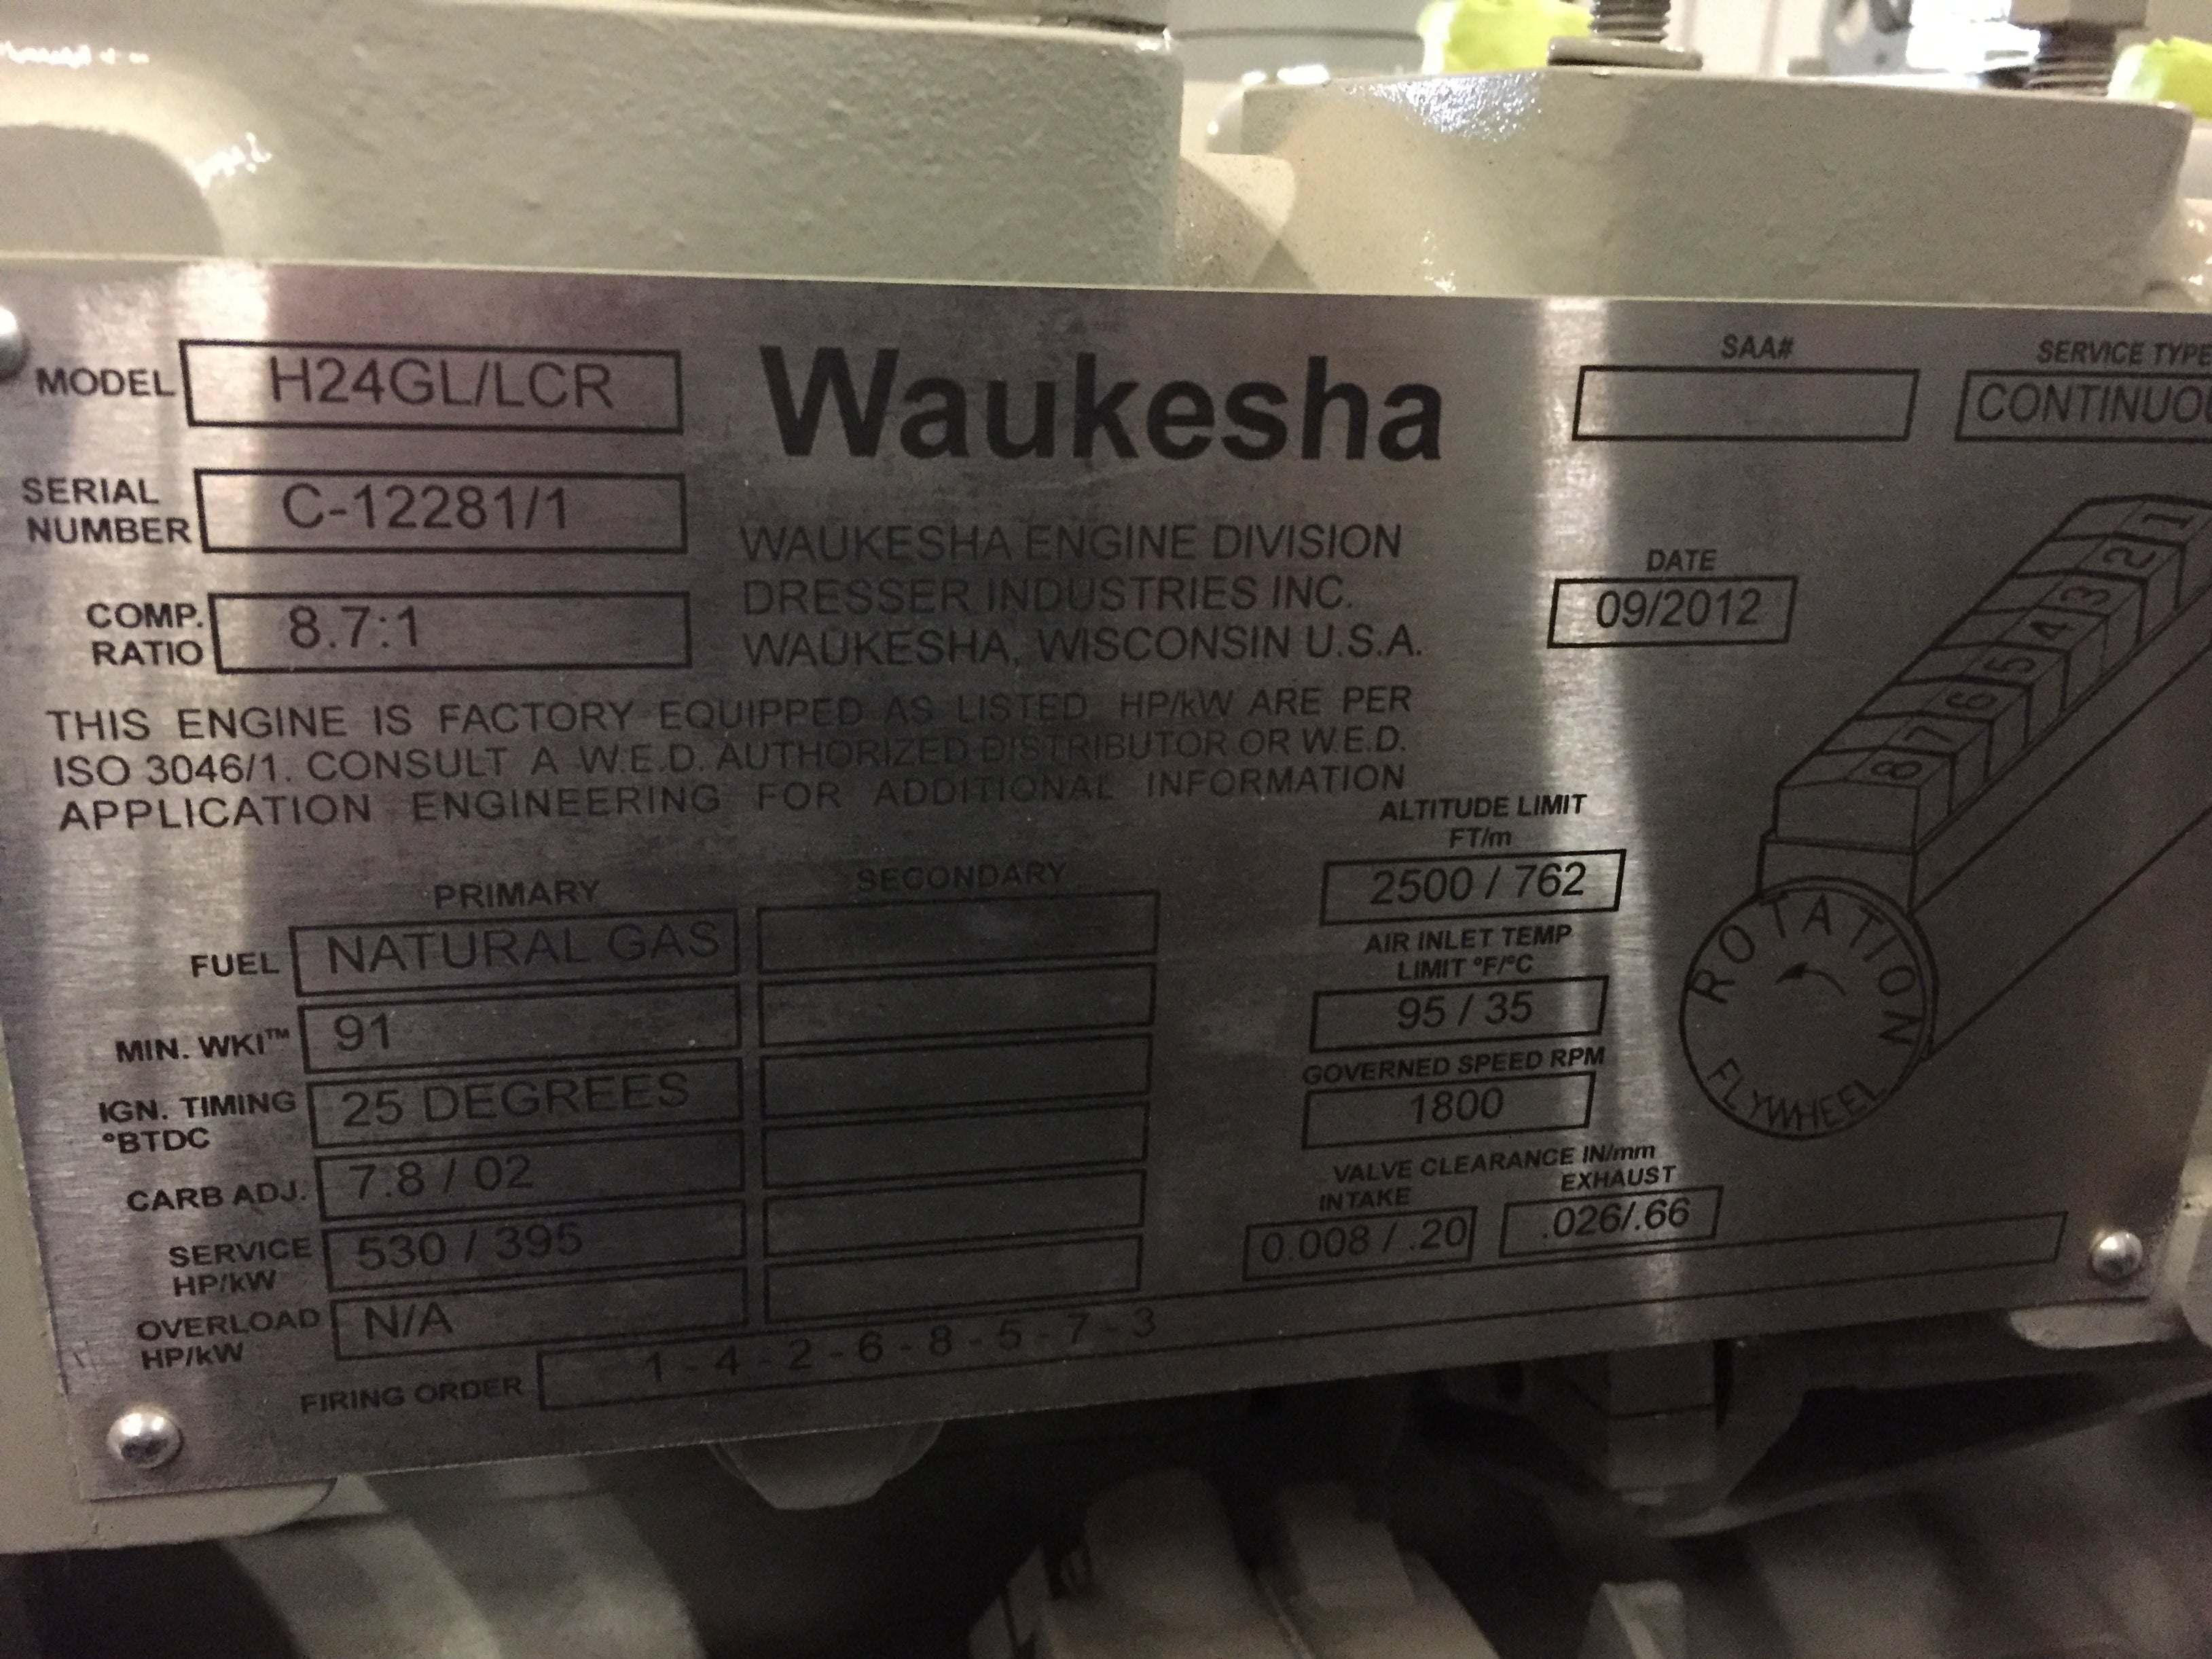 MODEL H24GL/LCR
Waukesha
SAA#
SERVICE TYPE
CONTINUO
SERIAL
NUMBER C-12281/1
WAUKESHA ENGINE DIVISION
DRESSER INDUSTRIES INC.
WAUKESHA, WISCONSIN U.S.A.
DATE
09/2012
COMP.
RATIO 8.7:1
THIS ENGINE IS FACTORY EQUIPPED AS LISTED HP/kW ARE PER
ISO 3046/1. CONSULT A W.E.D. AUTHORIZED DISTRIBUTOR OR W.E.D.
APPLICATION ENGINEERING FOR ADDITIONAL INFORMATION
PRIMARY SECONDARY
FUEL NATURAL GAS
MIN. WKI™ 91
IGN. TIMING
°BTDC 25 DEGREES
CARB ADJ. 7.8 / 02
SERVICE
HP/kW 530 / 395
OVERLOAD
HP/kW N/A
FIRING ORDER 1 - 4 - 2 - 6 - 8 - 5 - 7 - 3
ALTITUDE LIMIT
FT/m
2500 / 762
AIR INLET TEMP
LIMIT °F/°C
95 / 35
GOVERNED SPEED RPM
1800
VALVE CLEARANCE IN/mm
INTAKE EXHAUST
0.008 / .20 .026/.66
1
2
3
4
5
6
7
8
ROTATION
FLYWHEEL